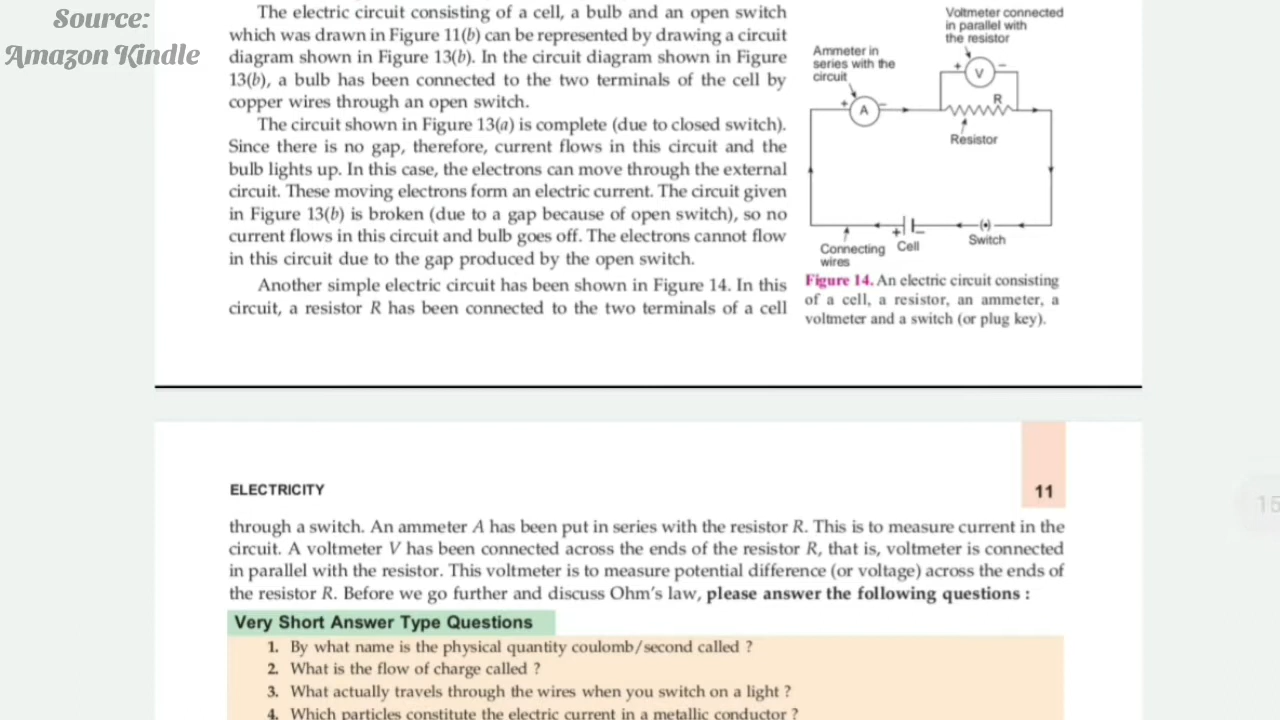 Source:
Amazon Kindle
The electric circuit consisting of a cell, a bulb and an open switch
which was drawn in Figure 11(b) can be represented by drawing a circuit
diagram shown in Figure 13(b). In the circuit diagram shown in Figure
13(b), a bulb has been connected to the two terminals of the cell by
copper wires through an open switch.
The circuit shown in Figure 13(a) is complete (due to closed switch).
Since there is no gap, therefore, current flows in this circuit and the
bulb lights up. In this case, the electrons can move through the external
circuit. These moving electrons form an electric current. The circuit given
in Figure 13(b) is broken (due to a gap because of open switch), so no
current flows in this circuit and bulb goes off. The electrons cannot flow
in this circuit due to the gap produced by the open switch.
Another simple electric circuit has been shown in Figure 14. In this
circuit, a resistor R has been connected to the two terminals of a cell
Voltmeter connected
in parallel with
the resistor
Ammeter in
series with the
circuit
+ V –
+ A –
R
Resistor
+
Connecting
wires
Cell
Switch
Figure 14. An electric circuit consisting
of a cell, a resistor, an ammeter, a
voltmeter and a switch (or plug key).
ELECTRICITY
11
through a switch. An ammeter A has been put in series with the resistor R. This is to measure current in the
circuit. A voltmeter V has been connected across the ends of the resistor R, that is, voltmeter is connected
in parallel with the resistor. This voltmeter is to measure potential difference (or voltage) across the ends of
the resistor R. Before we go further and discuss Ohm's law, please answer the following questions :
Very Short Answer Type Questions
1. By what name is the physical quantity coulomb/second called ?
2. What is the flow of charge called ?
3. What actually travels through the wires when you switch on a light ?
4. Which particles constitute the electric current in a metallic conductor ?